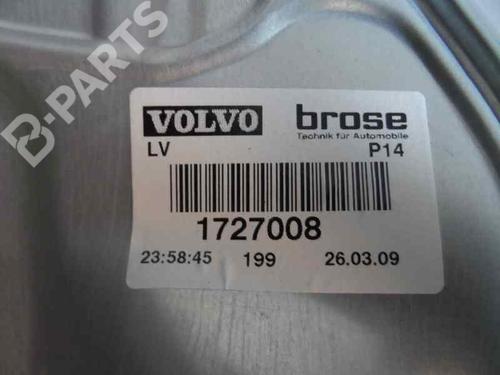 B-PARTS
VOLVO brose
Technik für Automobile
LV P14
1727008
23:58:45 199 26.03.09